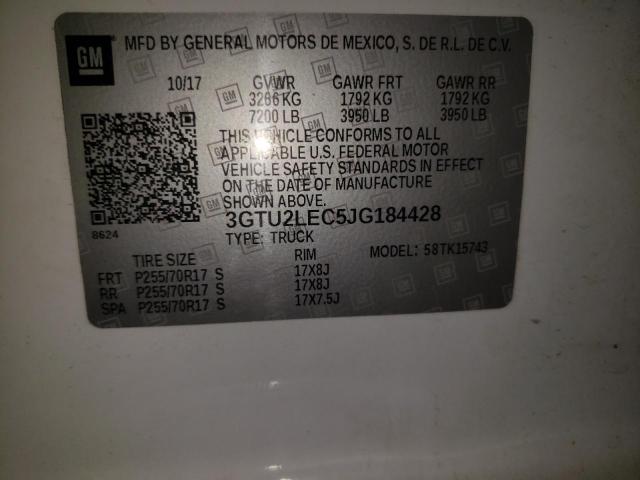 GM MFD BY GENERAL MOTORS DE MEXICO, S. DE R.L. DE C.V.
10/17 GVWR GAWR FRT GAWR RR
3266 KG 1792 KG 1792 KG
7200 LB 3950 LB 3950 LB
THIS VEHICLE CONFORMS TO ALL
APPLICABLE U.S. FEDERAL MOTOR
VEHICLE SAFETY STANDARDS IN EFFECT
ON THE DATE OF MANUFACTURE
SHOWN ABOVE.
8624
3GTU2LEC5JG184428
TYPE: TRUCK
TIRE SIZE RIM MODEL: 58TK15743
FRT P255/70R17 S 17X8J
RR P255/70R17 S 17X8J
SPA P255/70R17 S 17X7.5J